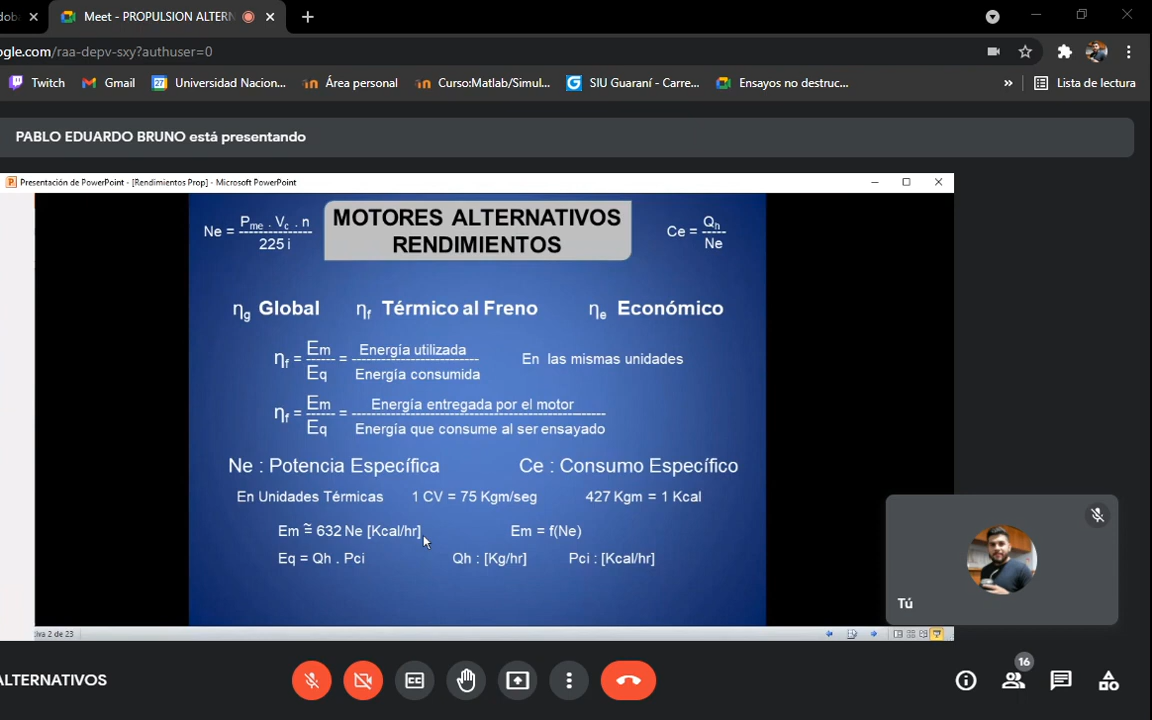 Meet - PROPULSION ALTERN
ogle.com/raa-depv-sxy?authuser=0
Twitch Gmail 27 Universidad Nacion... Área personal Curso:Matlab/Simul... SIU Guaraní - Carre... Ensayos no destruc... » Lista de lectura
PABLO EDUARDO BRUNO está presentando
Presentación de PowerPoint - [Rendimientos Prop] - Microsoft PowerPoint
MOTORES ALTERNATIVOS
RENDIMIENTOS
Ne = Pme . Vc . n
225 i
Ce = Qh
Ne
ηg Global ηf Térmico al Freno ηe Económico
ηf = Em = Energía utilizada En las mismas unidades
Eq Energía consumida
ηf = Em = Energía entregada por el motor
Eq Energía que consume al ser ensayado
Ne : Potencia Específica Ce : Consumo Específico
En Unidades Térmicas 1 CV = 75 Kgm/seg 427 Kgm = 1 Kcal
Em ≅ 632 Ne [Kcal/hr] Em = f(Ne)
Eq = Qh . Pci Qh : [Kg/hr] Pci : [Kcal/hr]
Tú
iva 2 de 23
ALTERNATIVOS
16